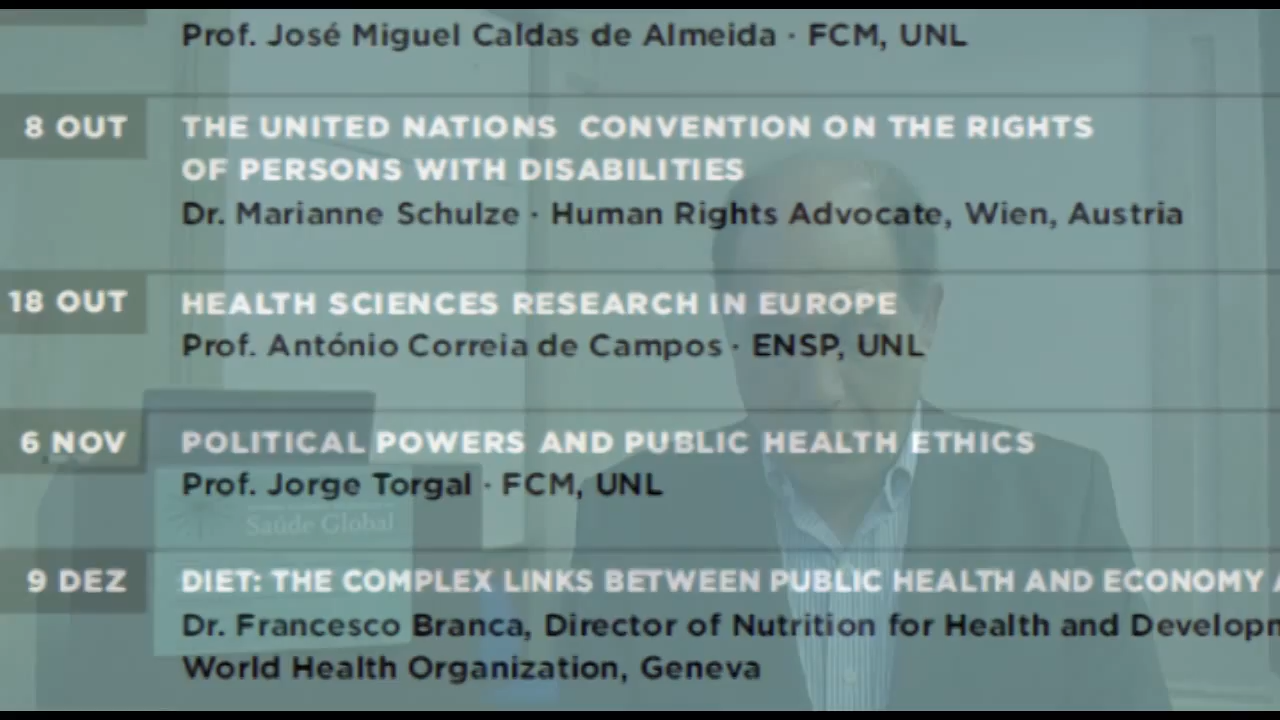 Prof. José Miguel Caldas de Almeida · FCM, UNL
8 OUT
THE UNITED NATIONS CONVENTION ON THE RIGHTS
OF PERSONS WITH DISABILITIES
Dr. Marianne Schulze · Human Rights Advocate, Wien, Austria
18 OUT
HEALTH SCIENCES RESEARCH IN EUROPE
Prof. António Correia de Campos · ENSP, UNL
6 NOV
POLITICAL POWERS AND PUBLIC HEALTH ETHICS
Prof. Jorge Torgal · FCM, UNL
Saúde Global
9 DEZ
DIET: THE COMPLEX LINKS BETWEEN PUBLIC HEALTH AND ECONOMY
Dr. Francesco Branca, Director of Nutrition for Health and
World Health Organization, Geneva